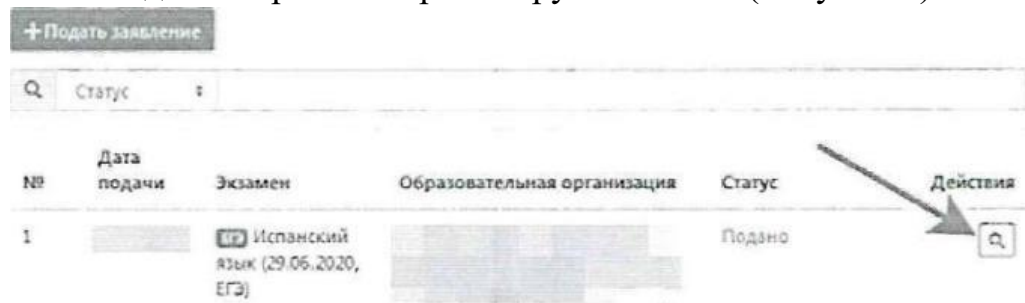 + Подать заявление
Статус
№ Дата подачи Экзамен Образовательная организация Статус Действия
1 Испанский Подано
язык (29.06.2020,
ЕГЭ)